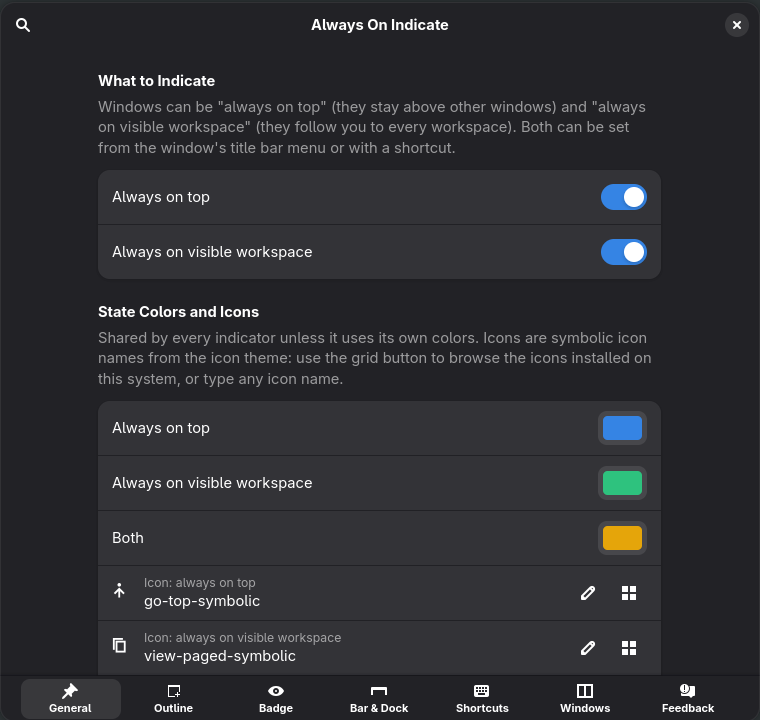 Always On Indicate
What to Indicate
Windows can be "always on top" (they stay above other windows) and "always
on visible workspace" (they follow you to every workspace). Both can be set
from the window's title bar menu or with a shortcut.
Always on top
Always on visible workspace
State Colors and Icons
Shared by every indicator unless it uses its own colors. Icons are symbolic icon
names from the icon theme: use the grid button to browse the icons installed on
this system, or type any icon name.
Always on top
Always on visible workspace
Both
Icon: always on top
go-top-symbolic
Icon: always on visible workspace
view-paged-symbolic
General
Outline
Badge
Bar & Dock
Shortcuts
Windows
Feedback